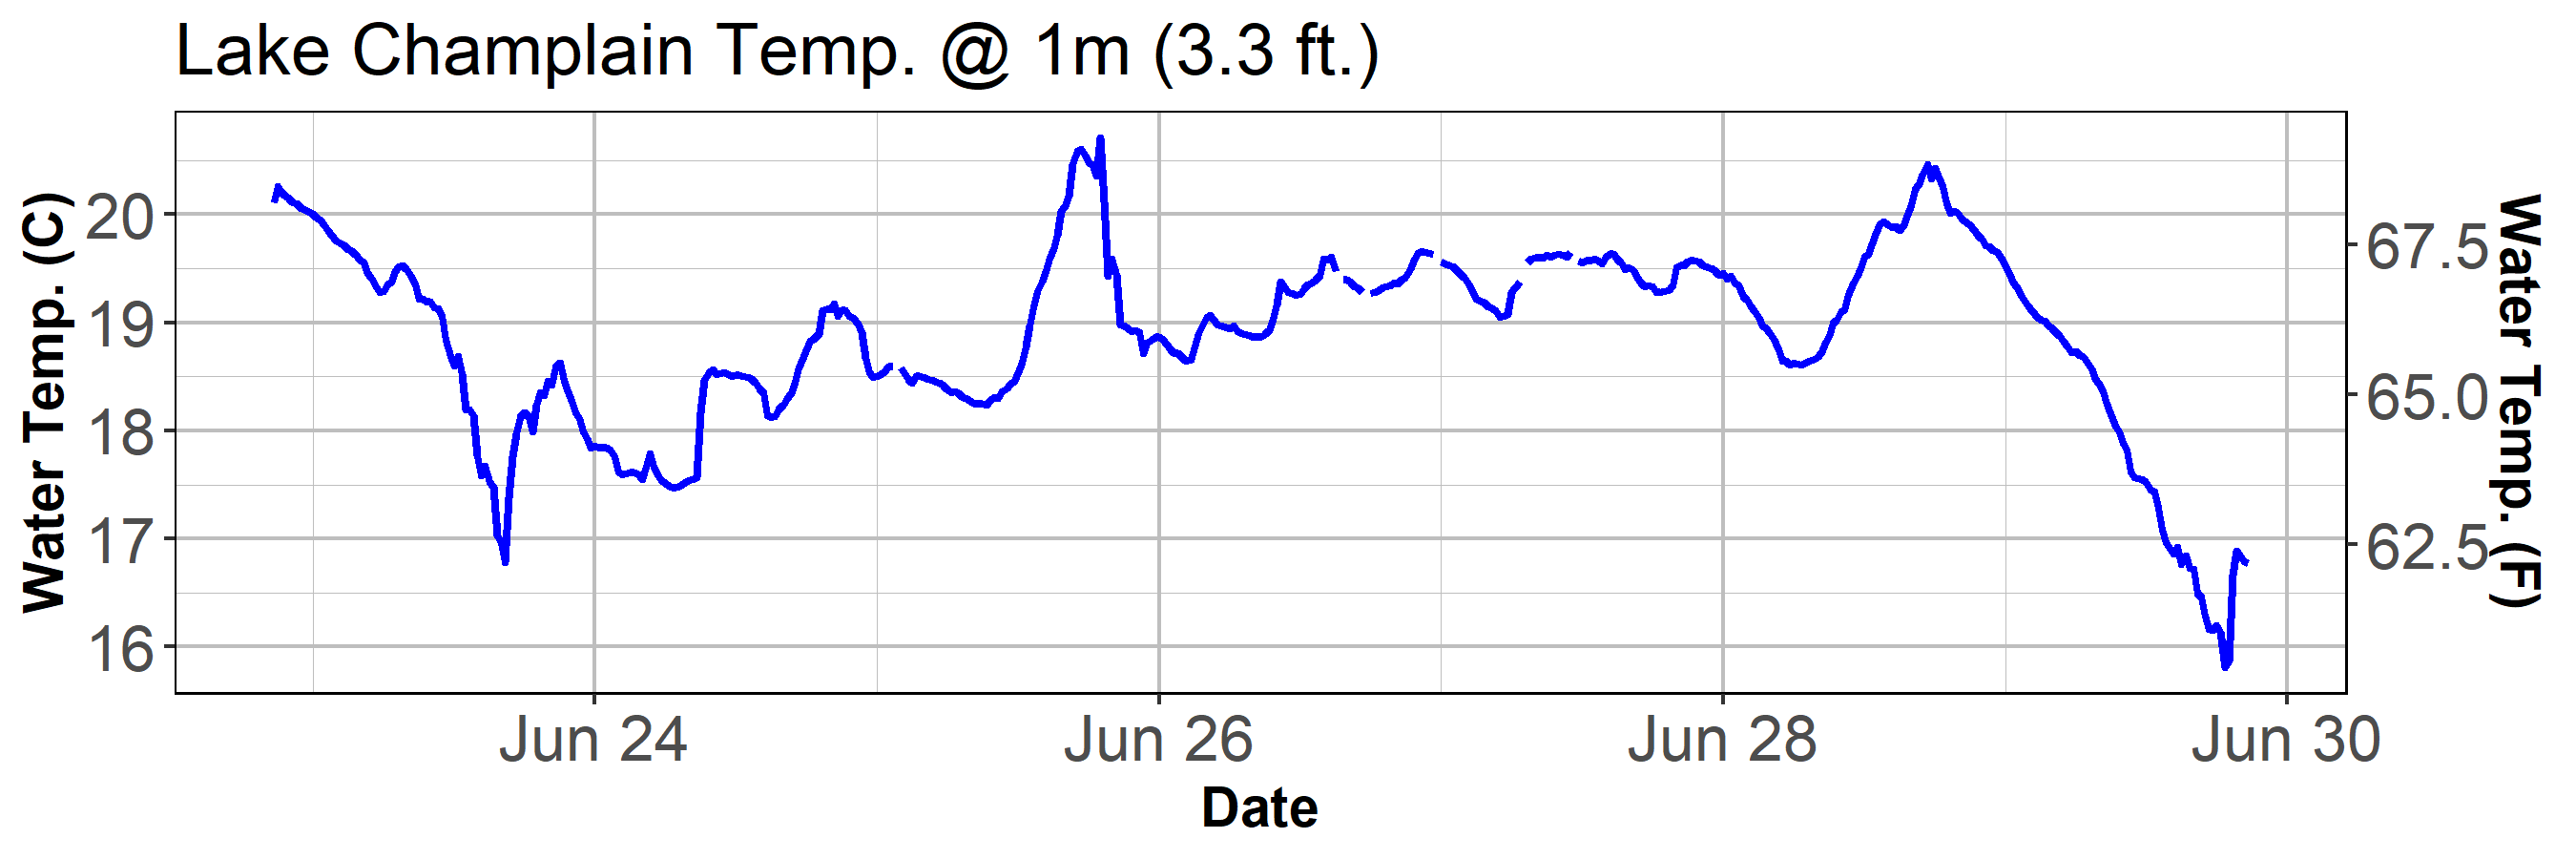 Lake Champlain Temp. @ 1m (3.3 ft.)
Water Temp. (C)
20
19
18
17
16
67.5
65.0
62.5
Water Temp. (F)
Jun 24 Jun 26 Jun 28 Jun 30
Date